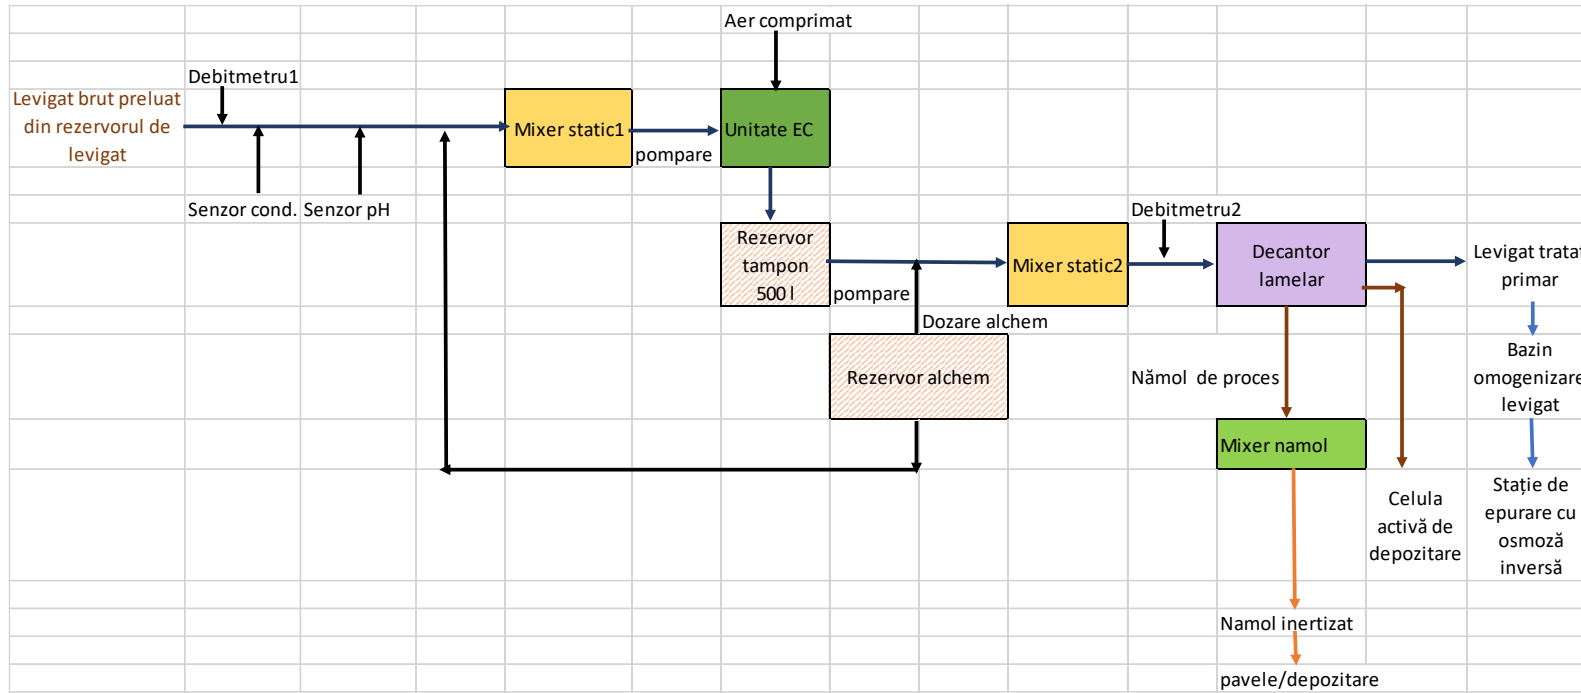 Aer comprimat
Debitmetru1
Levigat brut preluat
din rezervorul de
levigat
Mixer static1
pompare
Unitate EC
Senzor cond.
Senzor pH
Rezervor
tampon
500 l
pompare
Mixer static2
Debitmetru2
Decantor
lamelar
Levigat tratat
primar
Dozare alchem
Rezervor alchem
Nămol  de proces
Bazin
omogenizare
levigat
Mixer namol
Celula
activă de
depozitare
Stație de
epurare cu
osmoză
inversă
Namol inertizat
pavele/depozitare